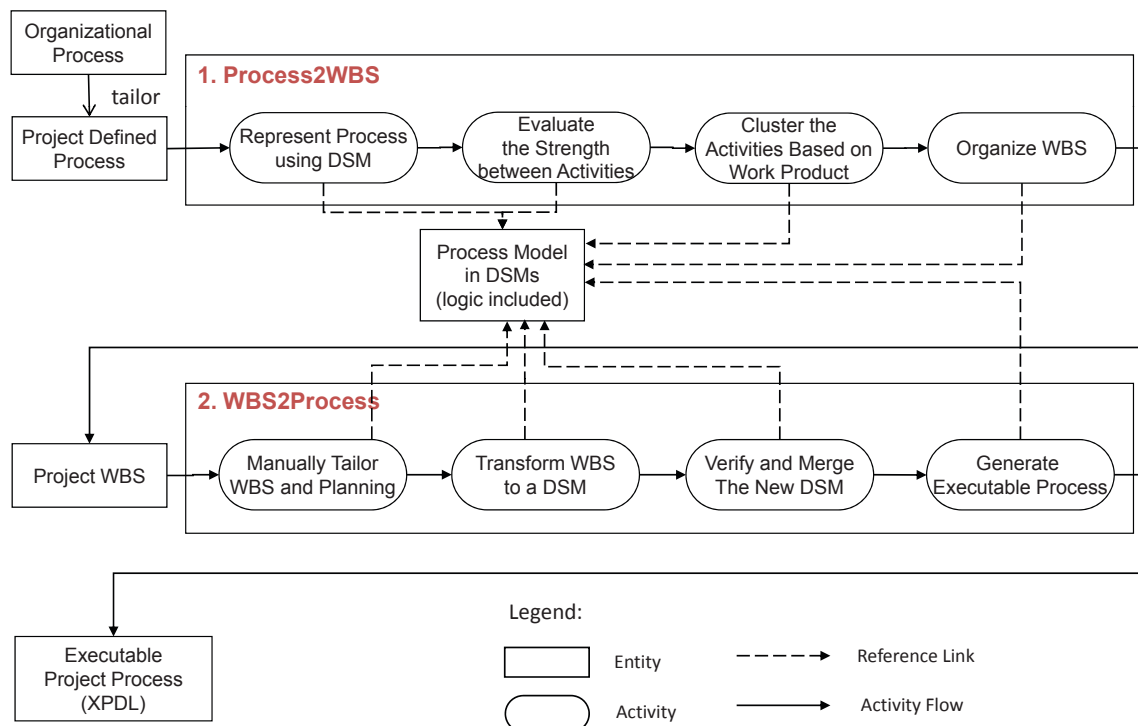 Organizational
Process
tailor
Project Defined
Process
1. Process2WBS
Represent Process
using DSM
Evaluate
the Strength
between Activities
Cluster the
Activities Based on
Work Product
Organize WBS
Process Model
in DSMs
(logic included)
2. WBS2Process
Project WBS
Manually Tailor
WBS and Planning
Transform WBS
to a DSM
Verify and Merge
The New DSM
Generate
Executable Process
Executable
Project Process
(XPDL)
Legend:
Entity
Reference Link
Activity
Activity Flow